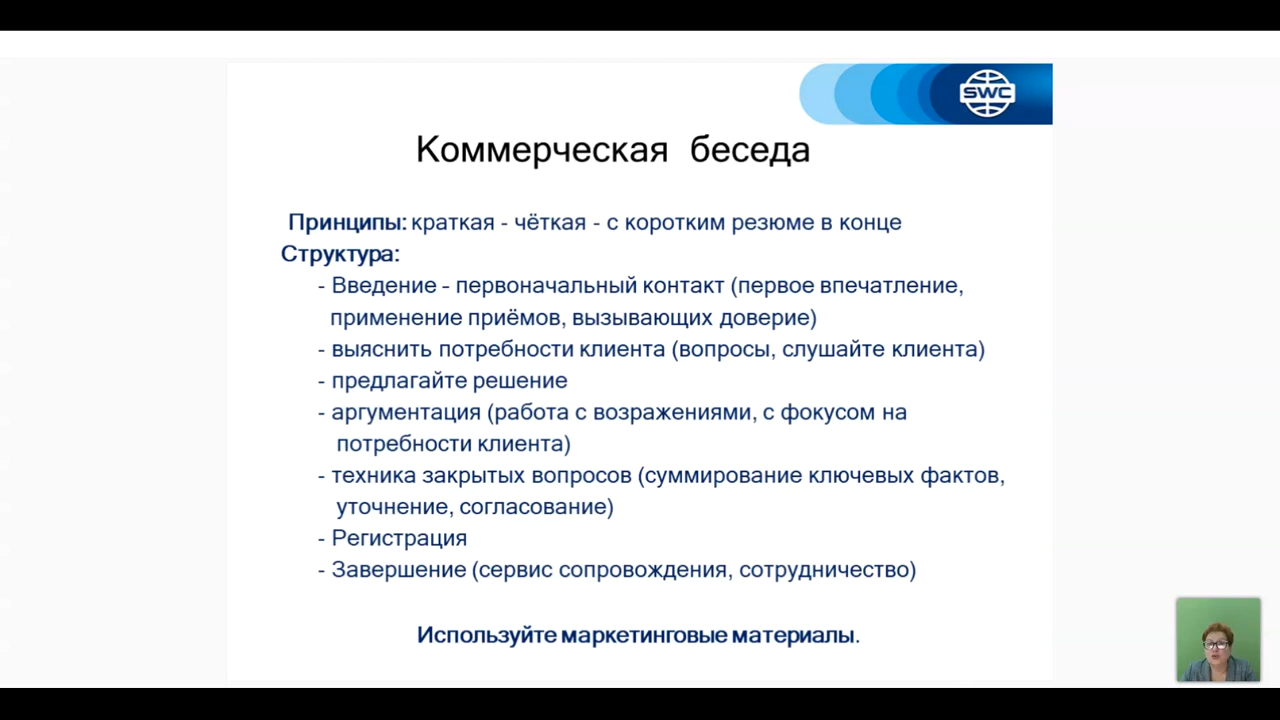 SWC
Коммерческая беседа
Принципы: краткая - чёткая - с коротким резюме в конце
Структура:
- Введение – первоначальный контакт (первое впечатление,
применение приёмов, вызывающих доверие)
- выяснить потребности клиента (вопросы, слушайте клиента)
- предлагайте решение
- аргументация (работа с возражениями, с фокусом на
потребности клиента)
- техника закрытых вопросов (суммирование ключевых фактов,
уточнение, согласование)
- Регистрация
- Завершение (сервис сопровождения, сотрудничество)
Используйте маркетинговые материалы.